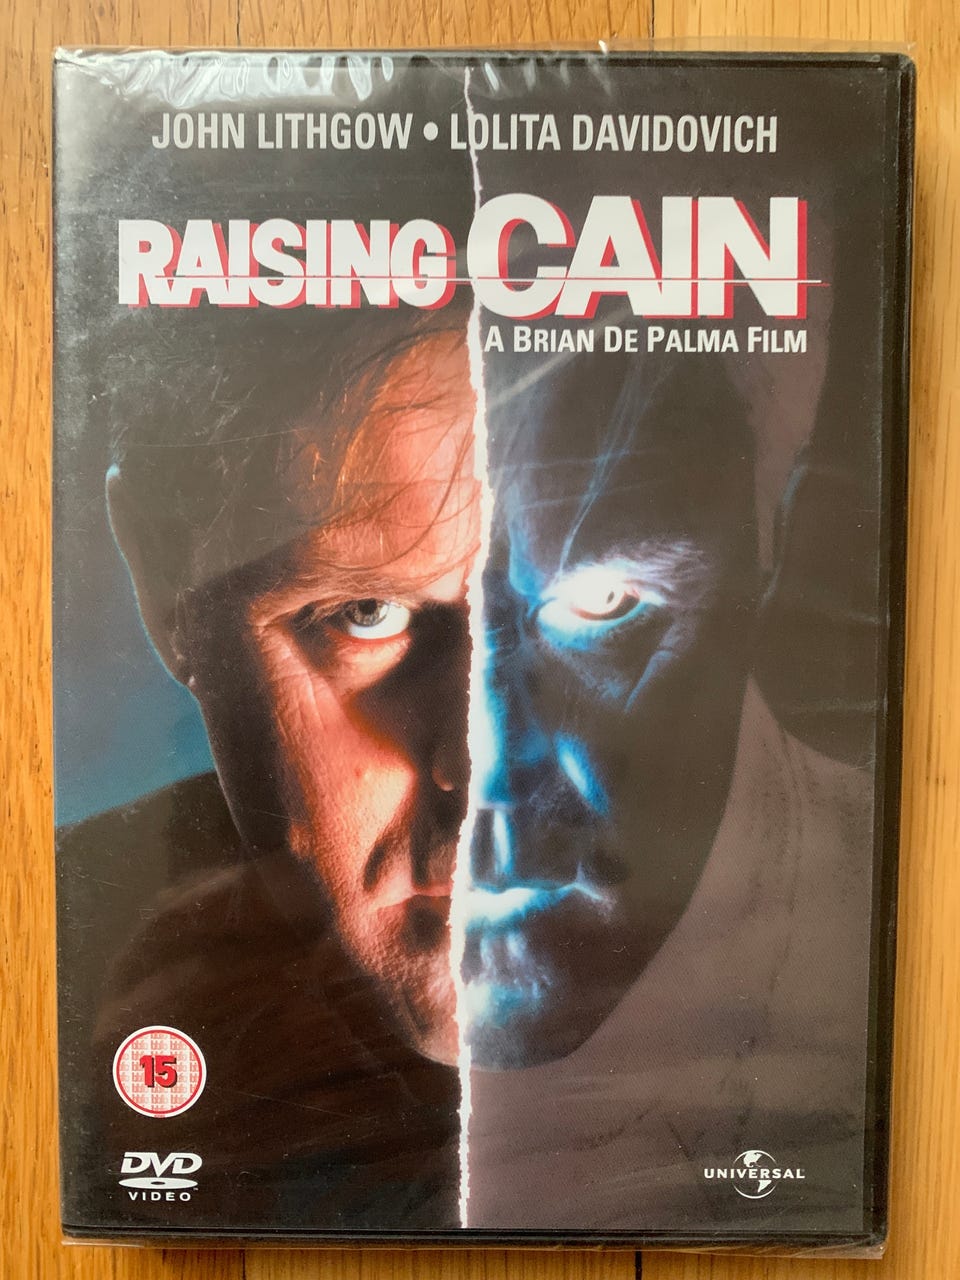 JOHN LITHGOW • LOLITA DAVIDOVICH
RAISING CAIN
A BRIAN DE PALMA FILM
15
DVD
VIDEO
UNIVERSAL